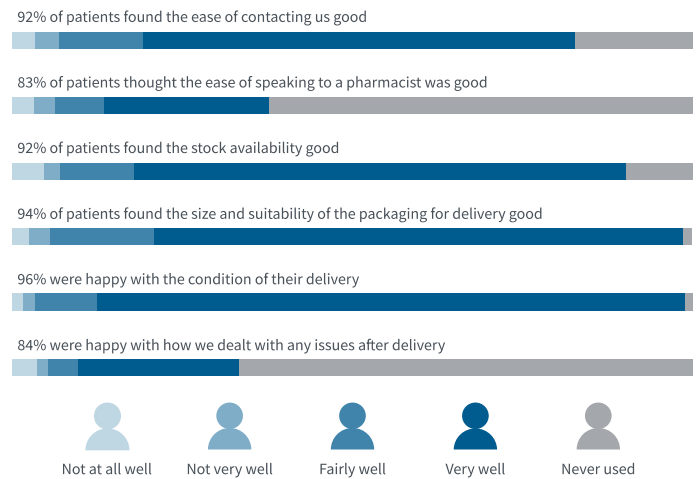 92% of patients found the ease of contacting us good
83% of patients thought the ease of speaking to a pharmacist was good
92% of patients found the stock availability good
94% of patients found the size and suitability of the packaging for delivery good
96% were happy with the condition of their delivery
84% were happy with how we dealt with any issues after delivery
Not at all well
Not very well
Fairly well
Very well
Never used